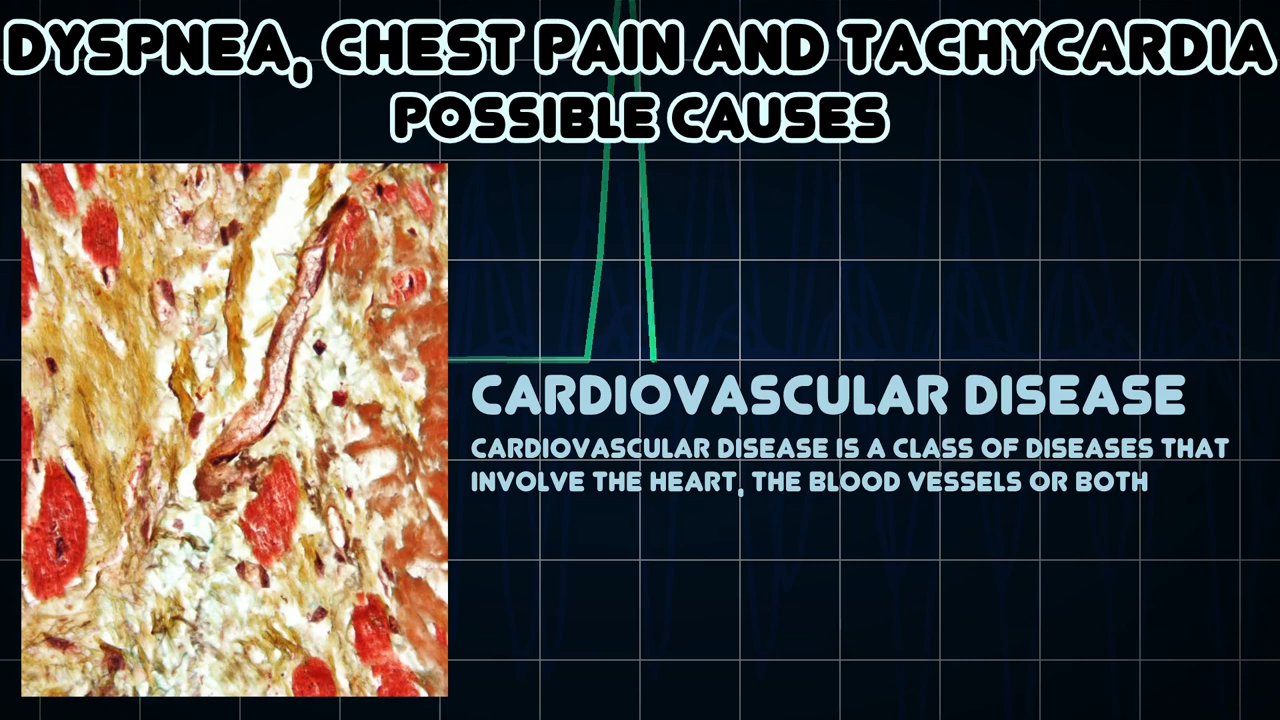 DYSPNEA, CHEST PAIN AND TACHYCARDIA
POSSIBLE CAUSES
CARDIOVASCULAR DISEASE
CARDIOVASCULAR DISEASE IS A CLASS OF DISEASES THAT
INVOLVE THE HEART, THE BLOOD VESSELS OR BOTH